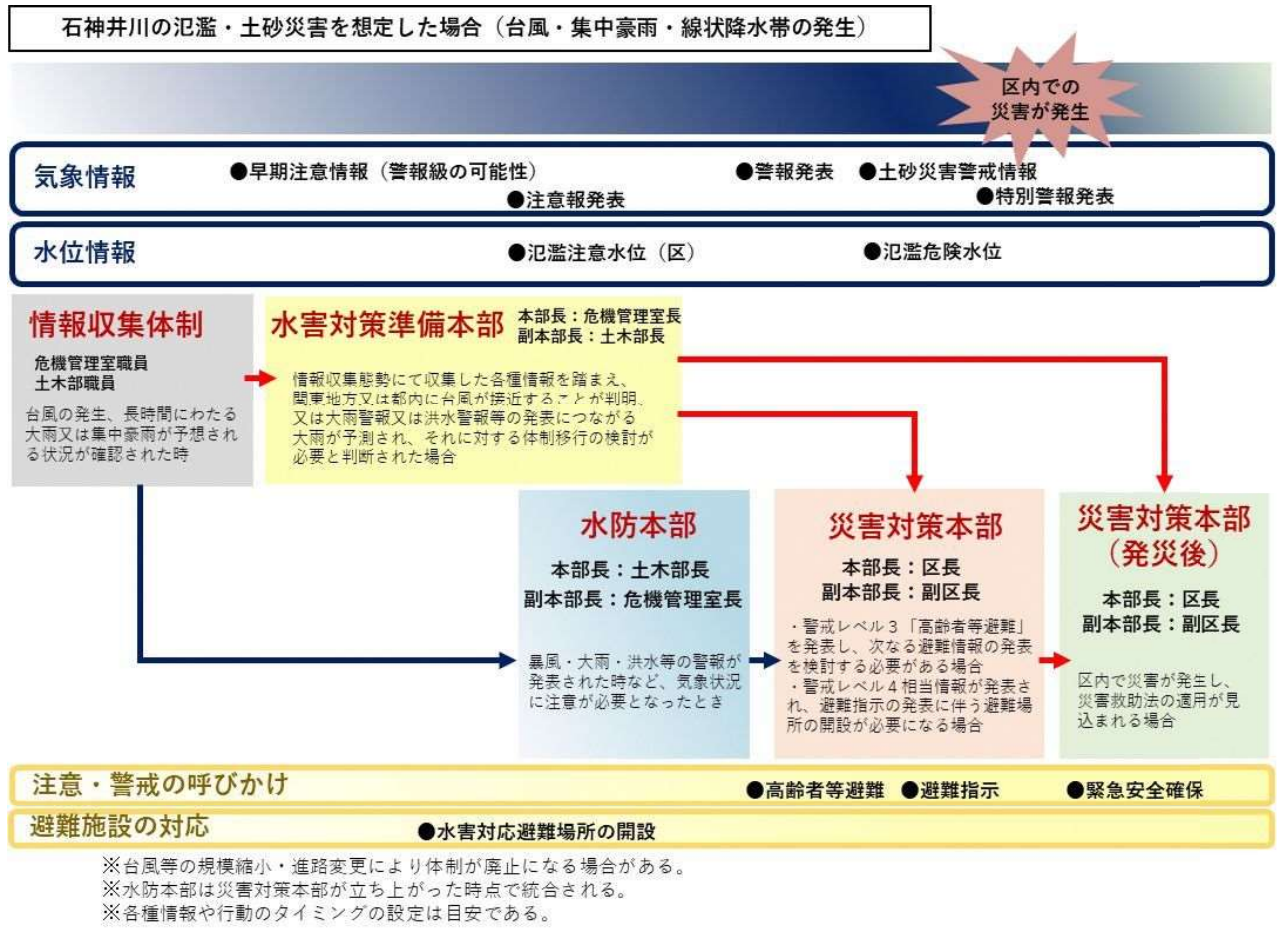 石神井川の氾濫・土砂災害を想定した場合（台風・集中豪雨・線状降水帯の発生）
区内での
災害が発生
気象情報
●早期注意情報（警報級の可能性）
●警報発表
●土砂災害警戒情報
●注意報発表
●特別警報発表
水位情報
●氾濫注意水位（区）
●氾濫危険水位
情報収集体制
危機管理室職員
土木部職員
台風の発生、長時間にわたる
大雨又は集中豪雨が予想され
る状況が確認された時
水害対策準備本部
本部長：危機管理室長
副本部長：土木部長
情報収集態勢にて収集した各種情報を踏まえ、
関東地方又は都内に台風が接近することが判明、
又は大雨警報又は洪水警報等の発表につながる
大雨が予測され、それに対する体制移行の検討が
必要と判断された場合
水防本部
本部長：土木部長
副本部長：危機管理室長
暴風・大雨・洪水等の警報が
発表された時など、気象状況
に注意が必要となったとき
災害対策本部
本部長：区長
副本部長：副区長
・警戒レベル３「高齢者等避難」
を発表し、次なる避難情報の発表
を検討する必要がある場合
・警戒レベル４相当情報が発表さ
れ、避難指示の発表に伴う避難場
所の開設が必要になる場合
災害対策本部
（発災後）
本部長：区長
副本部長：副区長
区内で災害が発生し、
災害救助法の適用が見
込まれる場合
注意・警戒の呼びかけ
●高齢者等避難
●避難指示
●緊急安全確保
避難施設の対応
●水害対応避難場所の開設
※台風等の規模縮小・進路変更により体制が廃止になる場合がある。
※水防本部は災害対策本部が立ち上がった時点で統合される。
※各種情報や行動のタイミングの設定は目安である。